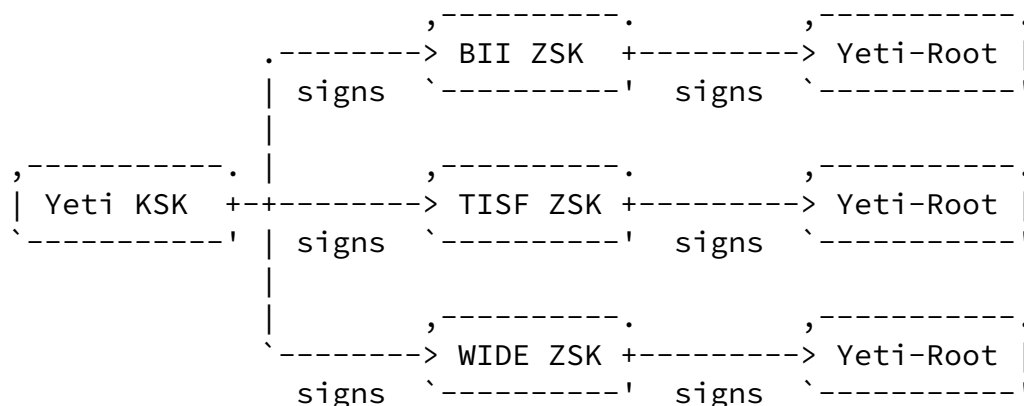 ,----------.        ,-----------.
 .--------> BII ZSK  +---------> Yeti-Root |
 | signs  `----------'  signs  `-----------'
 |
,-----------. |          ,----------.        ,-----------.
| Yeti KSK  +-+--------> TISF ZSK +---------> Yeti-Root |
`-----------' | signs  `----------'  signs  `-----------'
 |
 |          ,----------.        ,-----------.
 `--------> WIDE ZSK +---------> Yeti-Root |
   signs  `----------'  signs  `-----------'